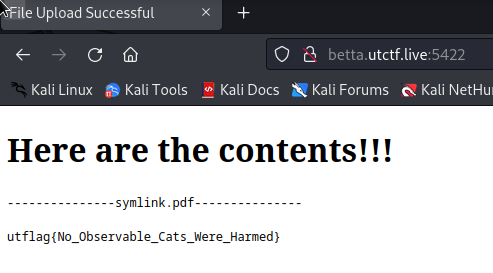 File Upload Successful
betta.utctf.live:5422
Kali Linux
Kali Tools
Kali Docs
Kali Forums
Kali NetHu
Here are the contents!!!
---------------symlink.pdf---------------
utflag{No_Observable_Cats_Were_Harmed}